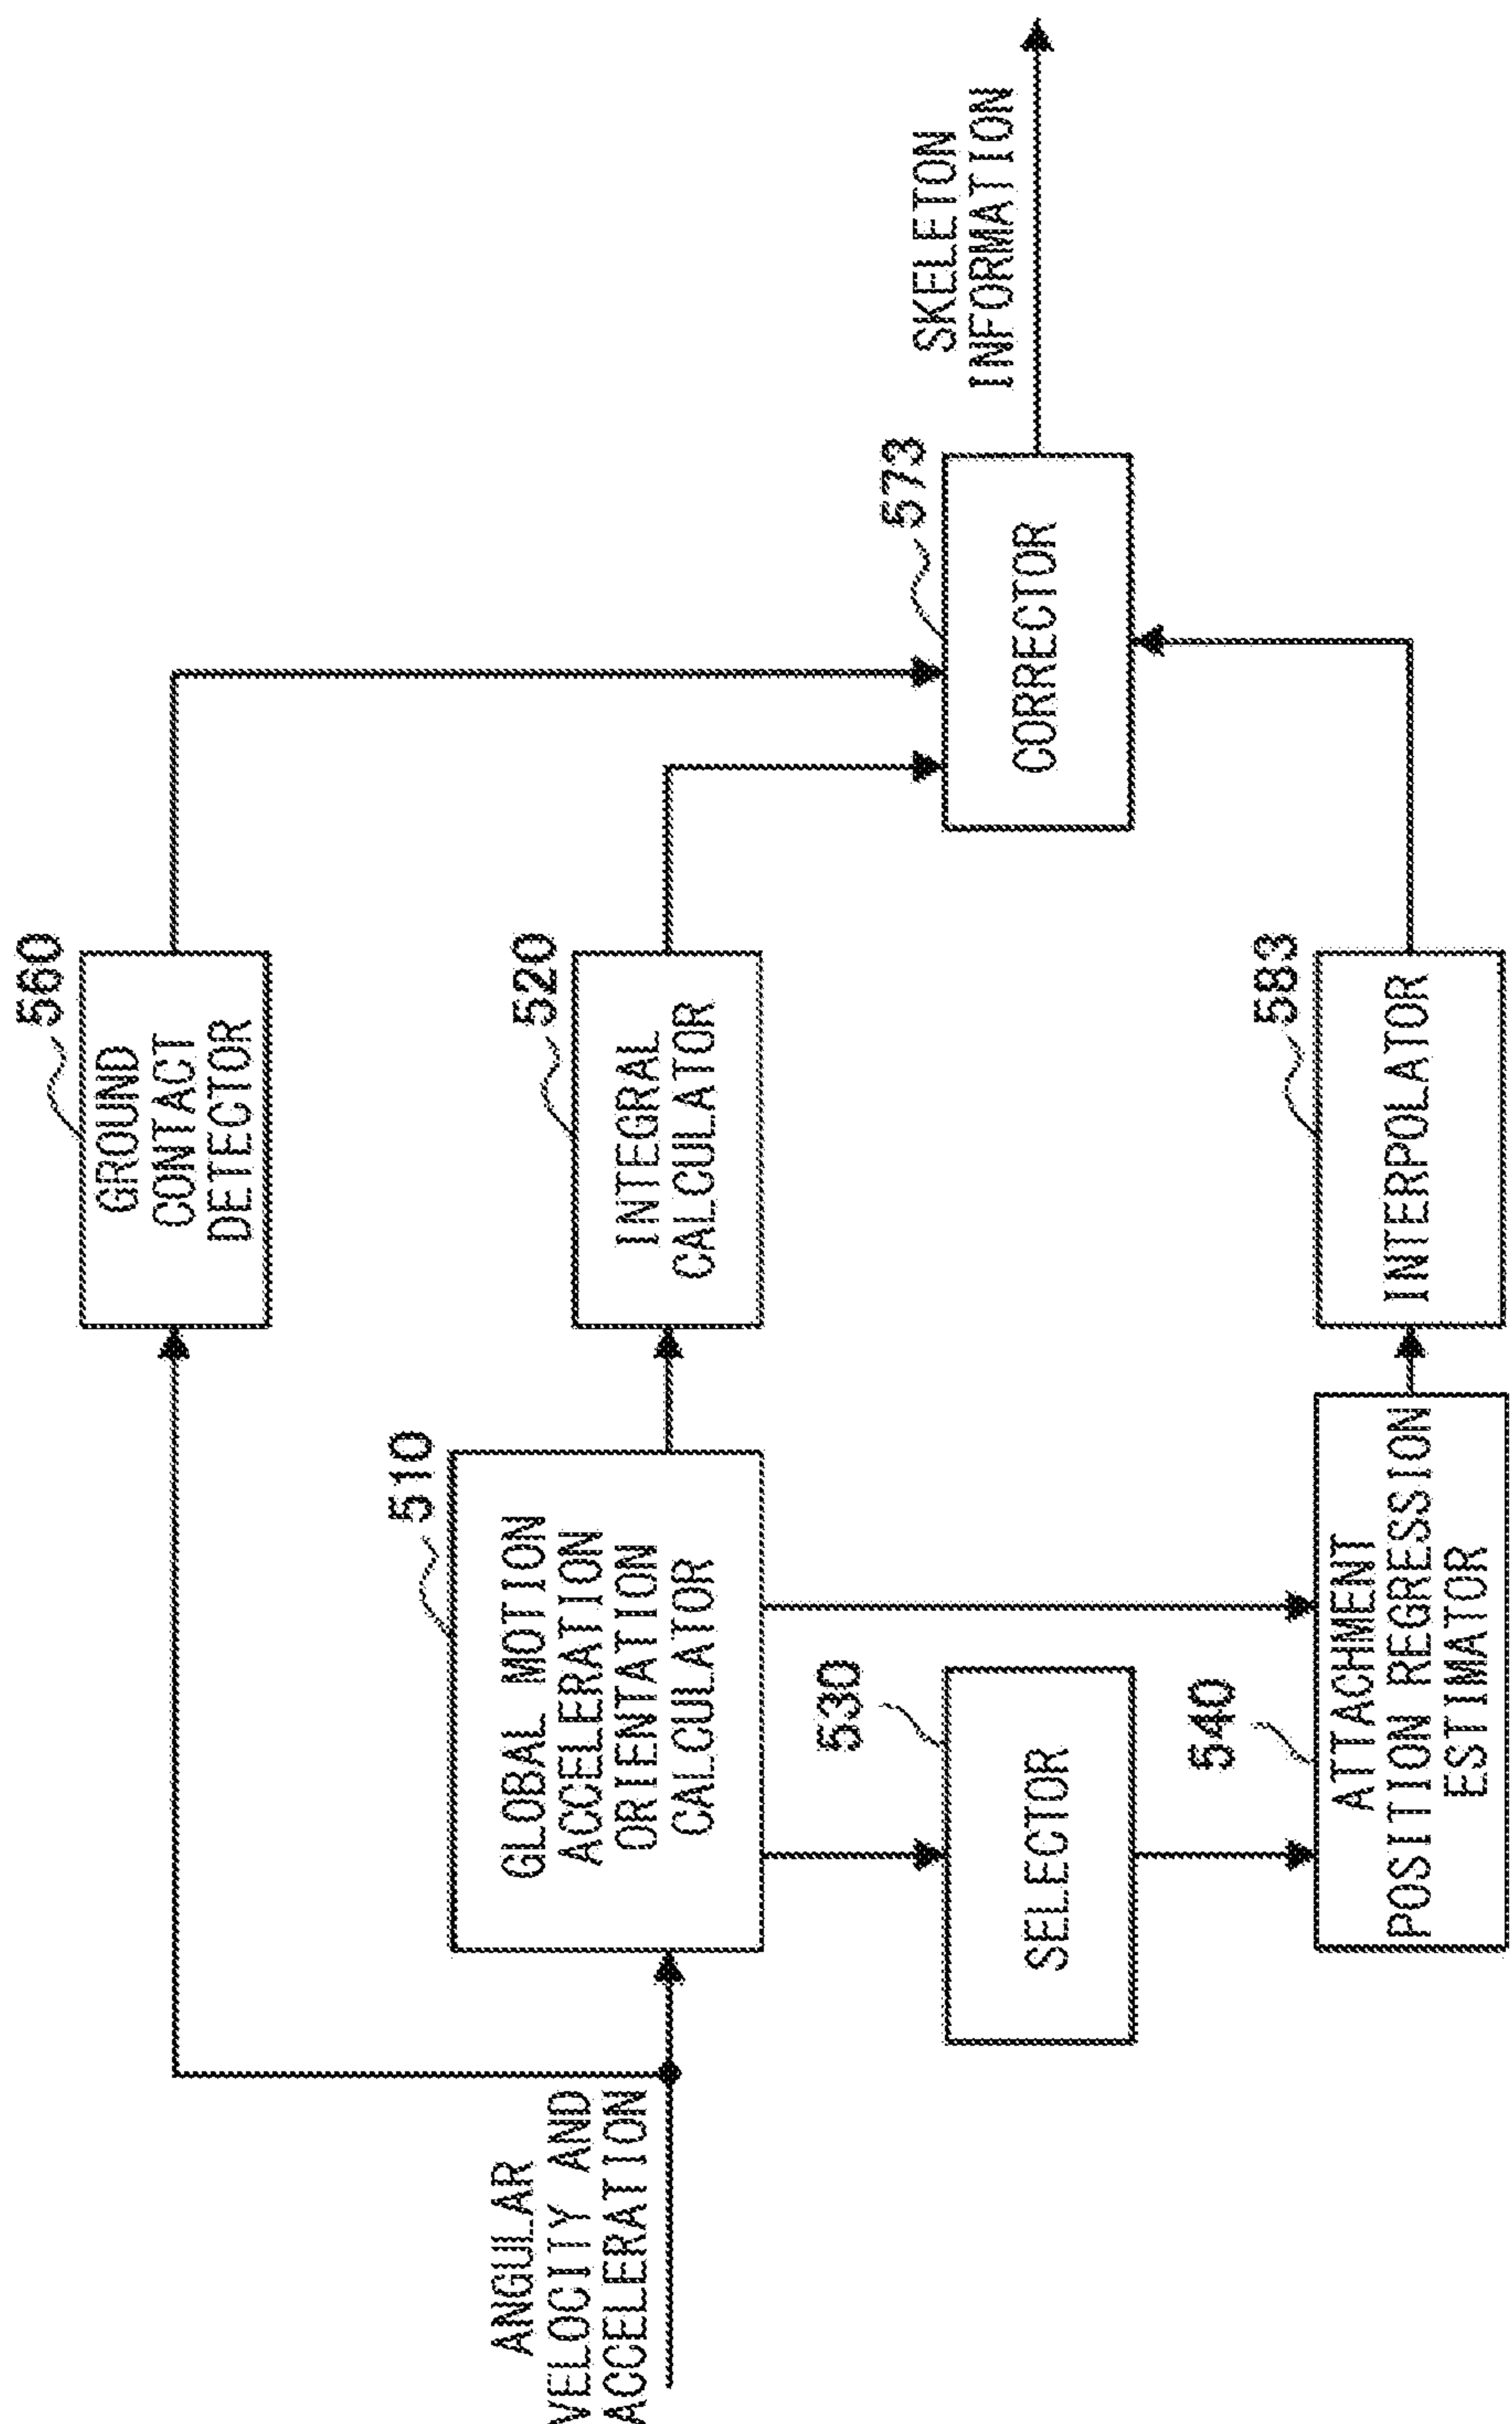 560
GROUND
CONTACT
DETECTOR
ANGULAR
VELOCITY AND
ACCELERATION
510
GLOBAL MOTION
ACCELERATION
ORIENTATION
CALCULATOR
520
INTEGRAL
CALCULATOR
573
CORRECTOR
SKELETON
INFORMATION
530
SELECTOR
540
ATTACHMENT
POSITION REGRESSION
ESTIMATOR
583
INTERPOLATOR